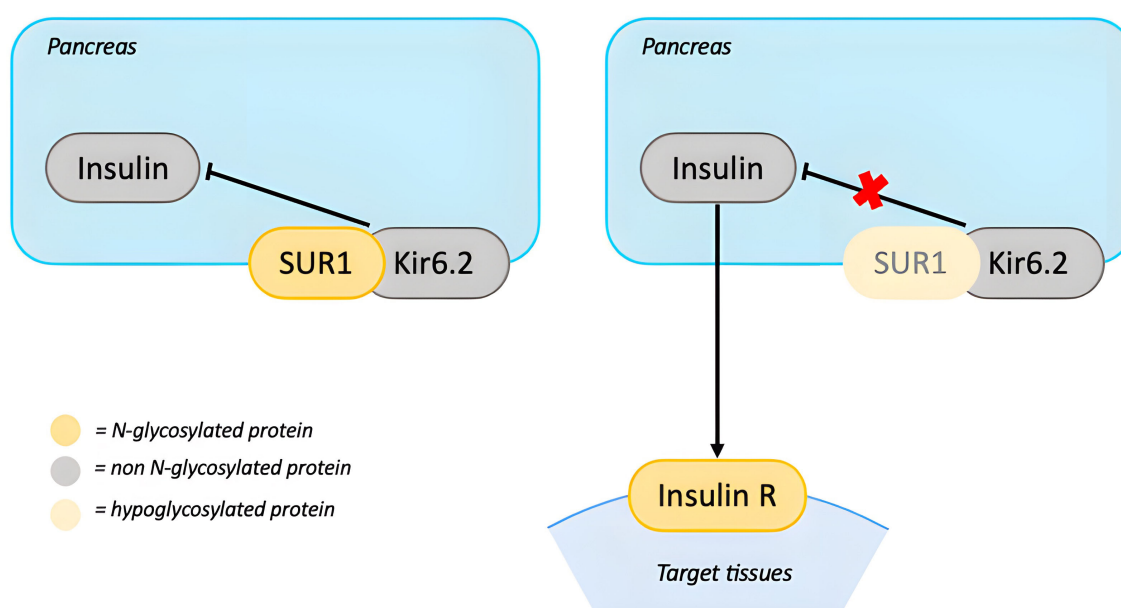 Pancreas
Insulin
SUR1
Kir6.2
Pancreas
Insulin
SUR1
Kir6.2
= N-glycosylated protein
= non N-glycosylated protein
= hypoglycosylated protein
Insulin R
Target tissues